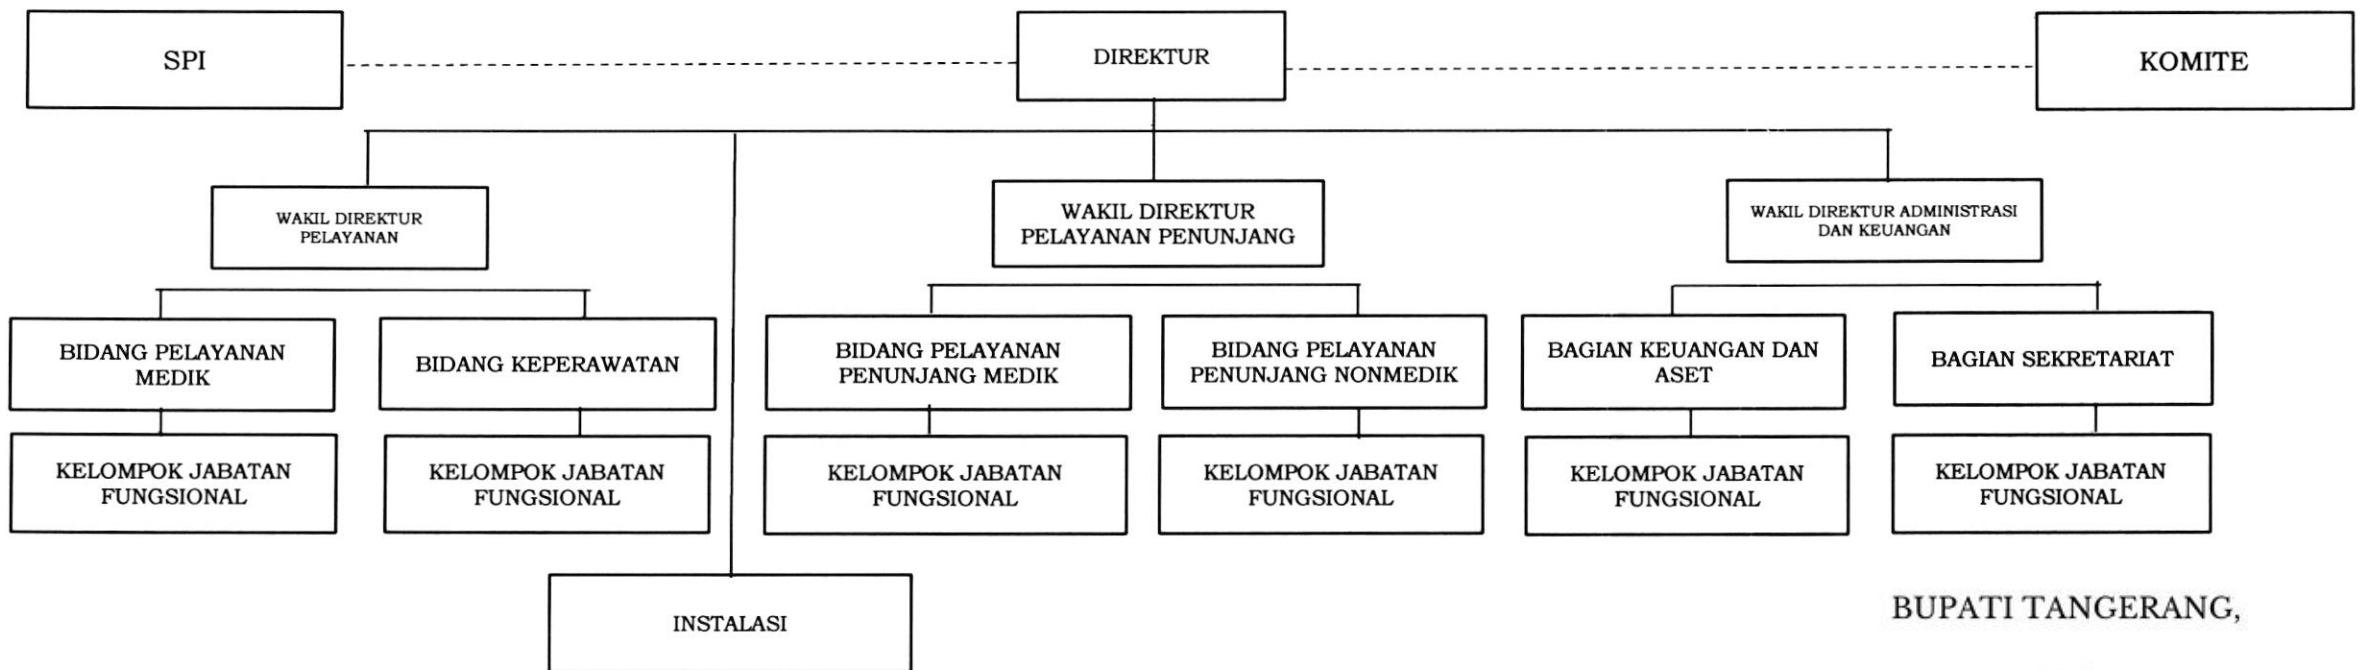 SPI
DIREKTUR
KOMITE
WAKIL DIREKTUR
PELAYANAN
WAKIL DIREKTUR
PELAYANAN PENUNJANG
WAKIL DIREKTUR ADMINISTRASI
DAN KEUANGAN
BIDANG PELAYANAN
MEDIK
BIDANG KEPERAWATAN
BIDANG PELAYANAN
PENUNJANG MEDIK
BIDANG PELAYANAN
PENUNJANG NONMEDIK
BAGIAN KEUANGAN DAN
ASET
BAGIAN SEKRETARIAT
KELOMPOK JABATAN
FUNGSIONAL
KELOMPOK JABATAN
FUNGSIONAL
KELOMPOK JABATAN
FUNGSIONAL
KELOMPOK JABATAN
FUNGSIONAL
KELOMPOK JABATAN
FUNGSIONAL
KELOMPOK JABATAN
FUNGSIONAL
INSTALASI
BUPATI TANGERANG,